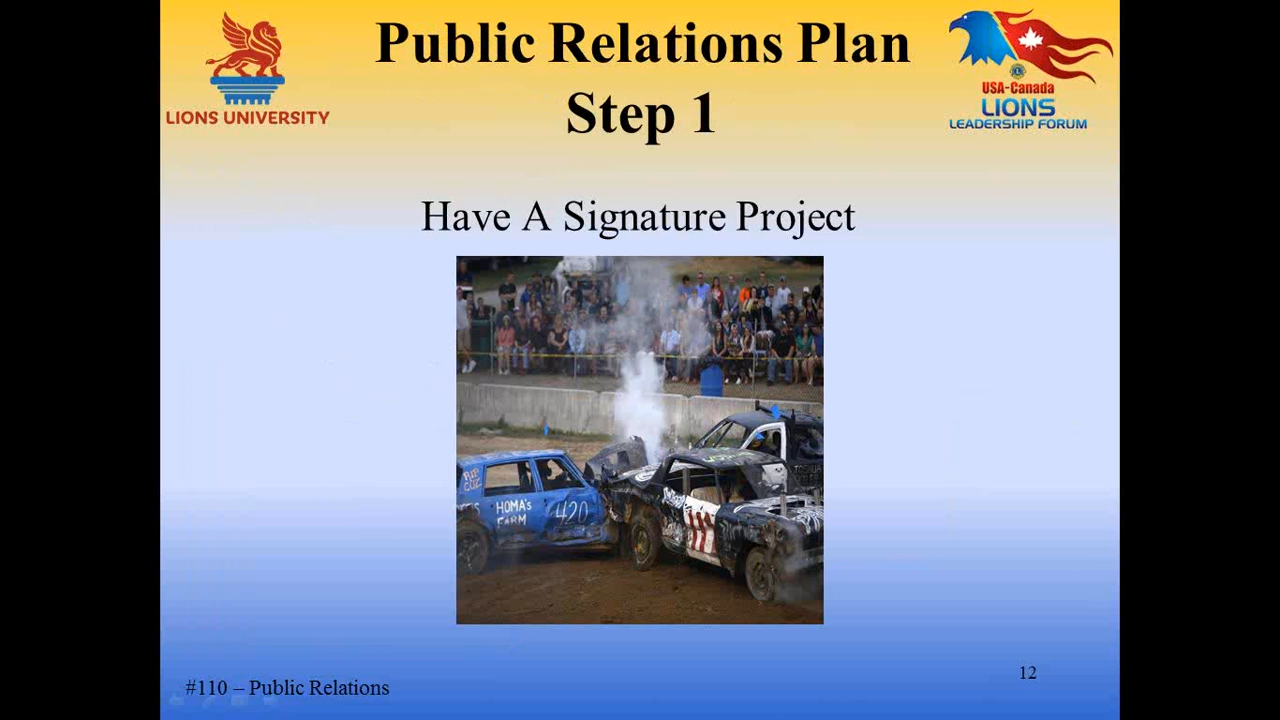 Public Relations Plan
Step 1
LIONS UNIVERSITY
USA-Canada
LIONS
LEADERSHIP FORUM
Have A Signature Project
HOMA's
FARM
420
12
#110 – Public Relations